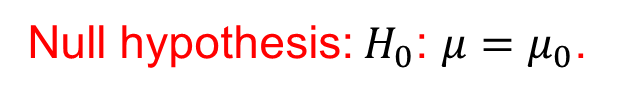 Null hypothesis: H₀: μ = μ₀.